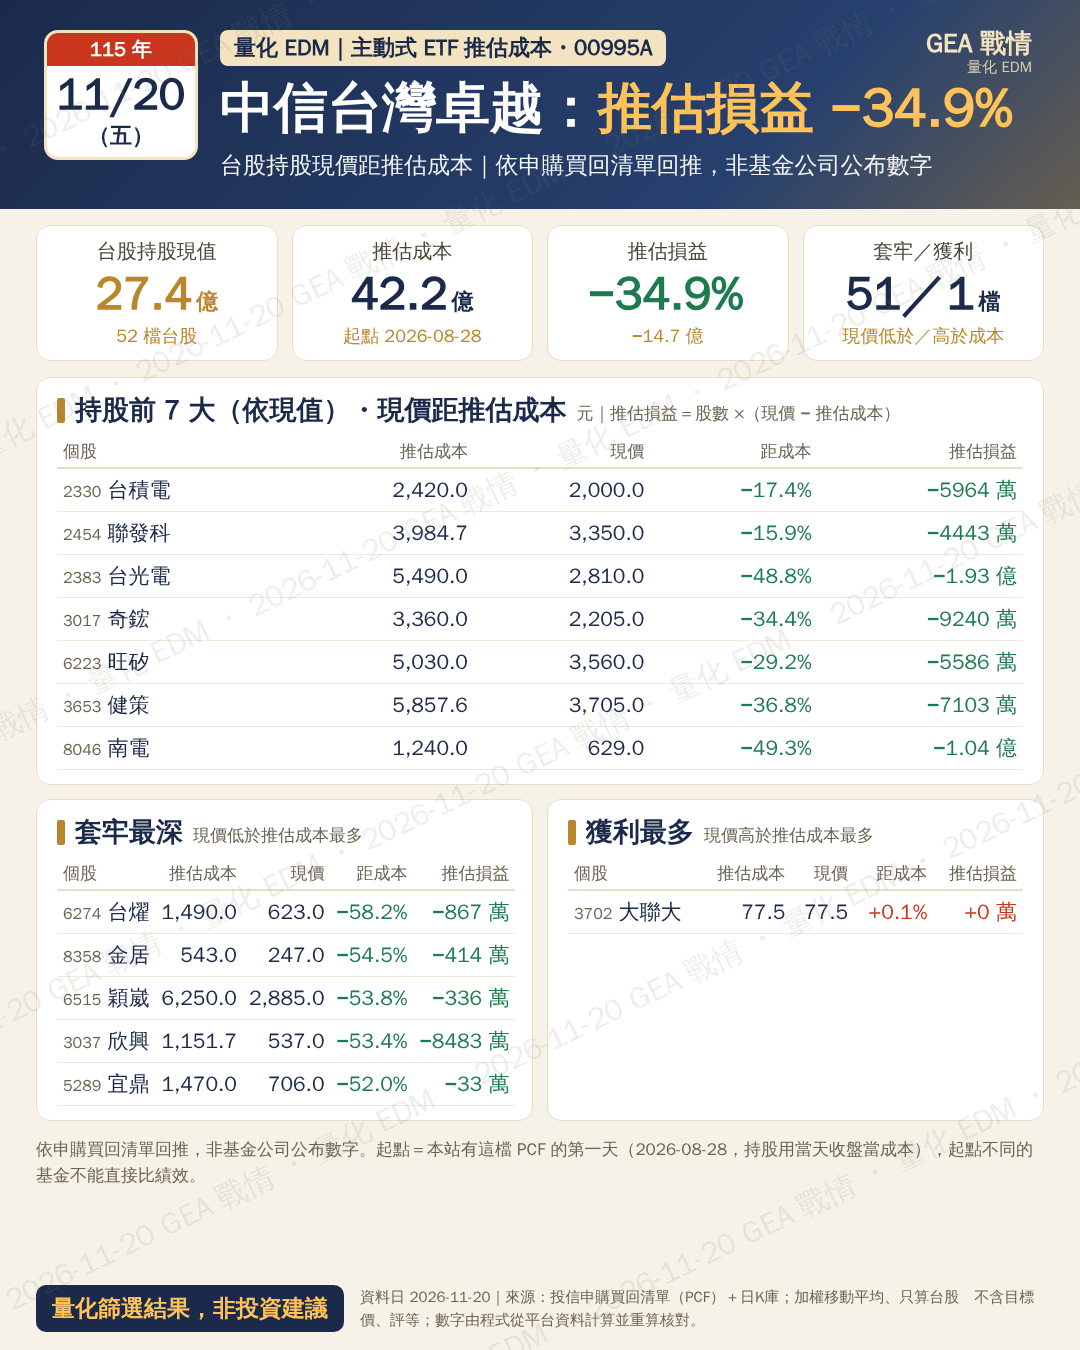 115 年
11/20
（五）
量化 EDM｜主動式 ETF 推估成本・00995A
GEA 戰情
量化 EDM
中信台灣卓越：推估損益 −34.9%
台股持股現價距推估成本｜依申購買回清單回推，非基金公司公布數字
台股持股現值
27.4 億
52 檔台股
推估成本
42.2 億
起點 2026-08-28
推估損益
−34.9%
−14.7 億
套牢／獲利
51／1 檔
現價低於／高於成本
持股前 7 大（依現值）・現價距推估成本 元｜推估損益＝股數 ×（現價 − 推估成本）
個股 推估成本 現價 距成本 推估損益
2330 台積電 2,420.0 2,000.0 −17.4% −5964 萬
2454 聯發科 3,984.7 3,350.0 −15.9% −4443 萬
2383 台光電 5,490.0 2,810.0 −48.8% −1.93 億
3017 奇鋐 3,360.0 2,205.0 −34.4% −9240 萬
6223 旺矽 5,030.0 3,560.0 −29.2% −5586 萬
3653 健策 5,857.6 3,705.0 −36.8% −7103 萬
8046 南電 1,240.0 629.0 −49.3% −1.04 億
套牢最深 現價低於推估成本最多
個股 推估成本 現價 距成本 推估損益
6274 台燿 1,490.0 623.0 −58.2% −867 萬
8358 金居 543.0 247.0 −54.5% −414 萬
6515 穎崴 6,250.0 2,885.0 −53.8% −336 萬
3037 欣興 1,151.7 537.0 −53.4% −8483 萬
5289 宜鼎 1,470.0 706.0 −52.0% −33 萬
獲利最多 現價高於推估成本最多
個股 推估成本 現價 距成本 推估損益
3702 大聯大 77.5 77.5 +0.1% +0 萬
依申購買回清單回推，非基金公司公布數字。起點＝本站有這檔 PCF 的第一天（2026-08-28，持股用當天收盤當成本），起點不同的
基金不能直接比績效。
量化篩選結果，非投資建議
資料日 2026-11-20｜來源：投信申購買回清單（PCF）＋日K庫；加權移動平均、只算台股　不含目標
價、評等；數字由程式從平台資料計算並重算核對。